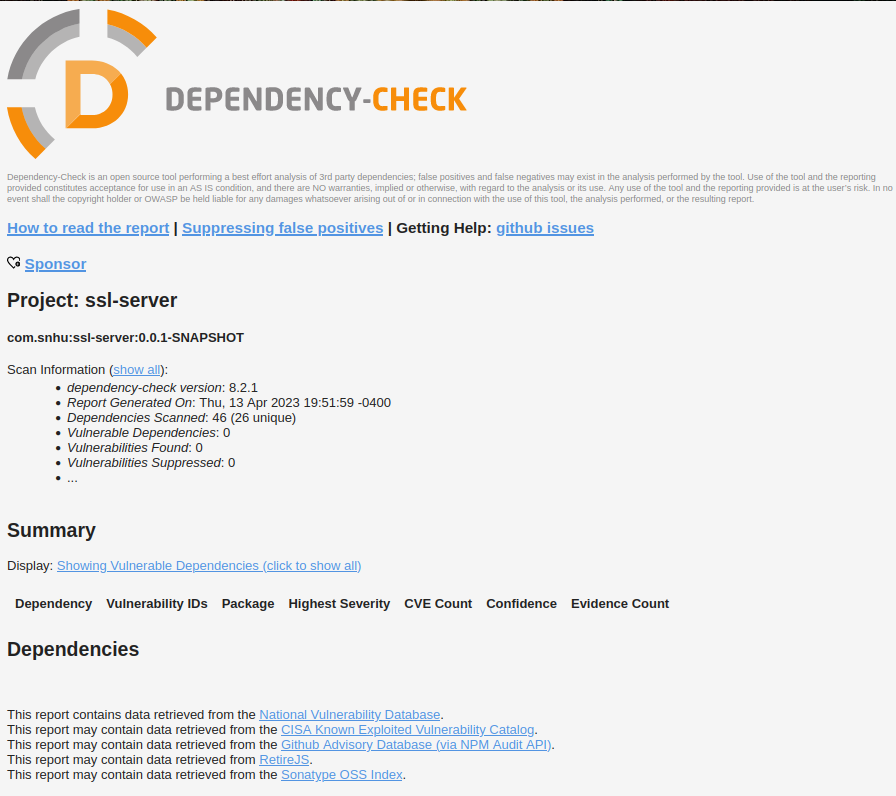 DEPENDENCY-CHECK
Dependency-Check is an open source tool performing a best effort analysis of 3rd party dependencies; false positives and false negatives may exist in the analysis performed by the tool. Use of the tool and the reporting
provided constitutes acceptance for use in an AS IS condition, and there are NO warranties, implied or otherwise, with regard to the analysis or its use. Any use of the tool and the reporting provided is at the user's risk. In no
event shall the copyright holder or OWASP be held liable for any damages whatsoever arising out of or in connection with the use of this tool, the analysis performed, or the resulting report.
How to read the report | Suppressing false positives | Getting Help: github issues
Sponsor
Project: ssl-server
com.snhu:ssl-server:0.0.1-SNAPSHOT
Scan Information (show all):
• dependency-check version: 8.2.1
• Report Generated On: Thu, 13 Apr 2023 19:51:59 -0400
• Dependencies Scanned: 46 (26 unique)
• Vulnerable Dependencies: 0
• Vulnerabilities Found: 0
• Vulnerabilities Suppressed: 0
• ...
Summary
Display: Showing Vulnerable Dependencies (click to show all)
Dependency Vulnerability IDs Package Highest Severity CVE Count Confidence Evidence Count
Dependencies
This report contains data retrieved from the National Vulnerability Database.
This report may contain data retrieved from the CISA Known Exploited Vulnerability Catalog.
This report may contain data retrieved from the Github Advisory Database (via NPM Audit API).
This report may contain data retrieved from RetireJS.
This report may contain data retrieved from the Sonatype OSS Index.